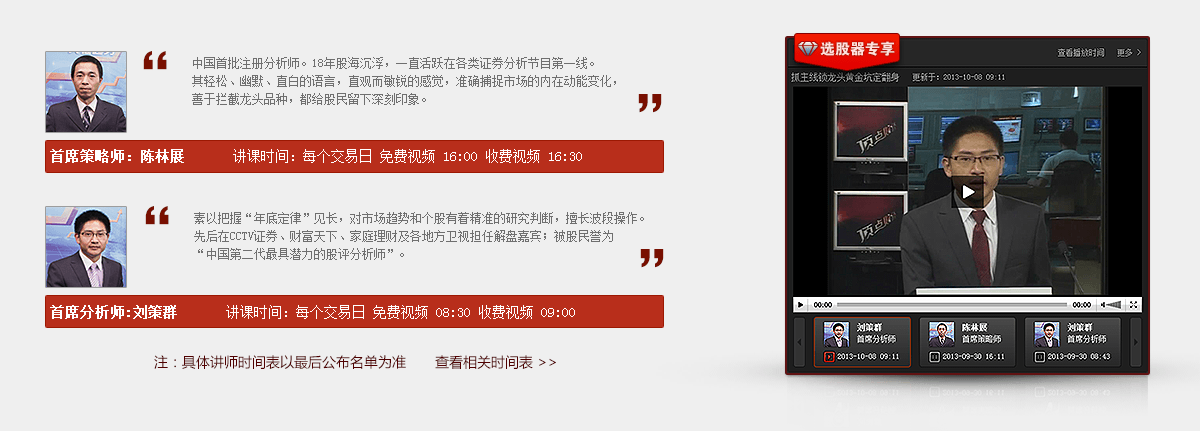 中国首批注册分析师。18年股海沉浮，一直活跃在各类证券分析节目第一线。
其轻松、幽默、直白的语言，直观而敏锐的感觉，准确捕捉市场的内在动能变化，
善于拦截龙头品种，都给股民留下深刻印象。
首席策略师：陈林展 讲课时间：每个交易日 免费视频 16:00 收费视频 16:30
素以把握“年底定律”见长，对市场趋势和个股有着精准的研究判断，擅长波段操作。
先后在CCTV证券、财富天下、家庭理财及各地方卫视担任解盘嘉宾；被股民誉为
“中国第二代最具潜力的股评分析师”。
首席分析师:刘策群 讲课时间：每个交易日 免费视频 08:30 收费视频 09:00
注：具体讲师时间表以最后公布名单为准 查看相关时间表 >>
选股器专享
查看播放时间 更多 >
抓主线锁龙头黄金坑定翻身 更新于：2013-10-08 09:11
顶点财
顶点财
00:00 00:00
刘策群
首席分析师
2013-10-08 09:11
陈林展
首席策略师
2013-09-30 16:11
刘策群
首席分析师
2013-09-30 08:43